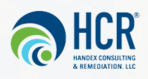 HCR®
HANDEX CONSULTING
& REMEDIATION, LLC